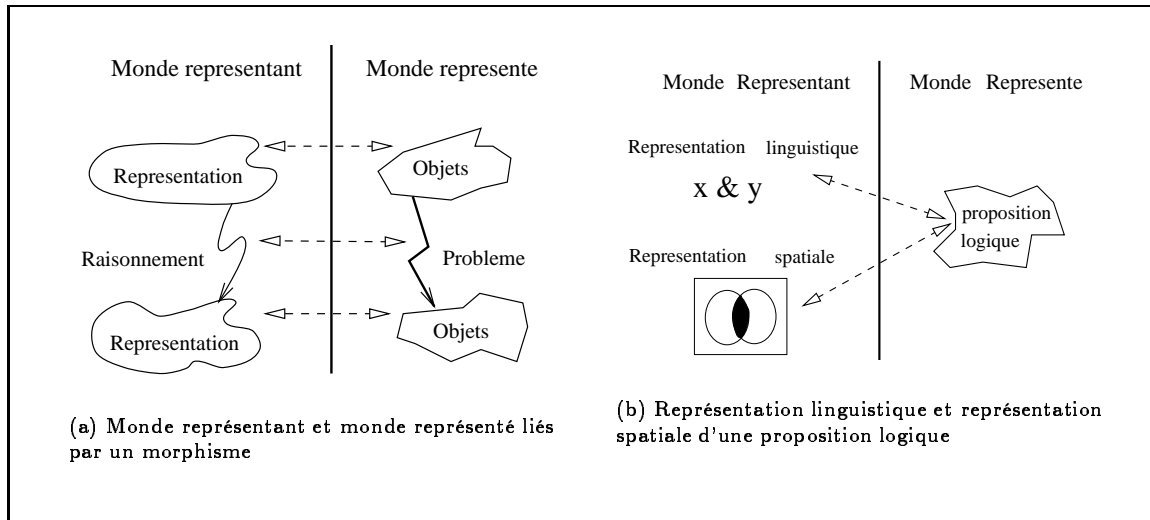 Monde representant
Monde represente
Representation
Objets
Raisonnement
Probleme
Representation
Objets
(a) Monde représentant et monde représenté liés
par un morphisme
Monde Representant
Monde Represente
Representation linguistique
x & y
proposition
logique
Representation spatiale
(b) Représentation linguistique et représentation
spatiale d'une proposition logique